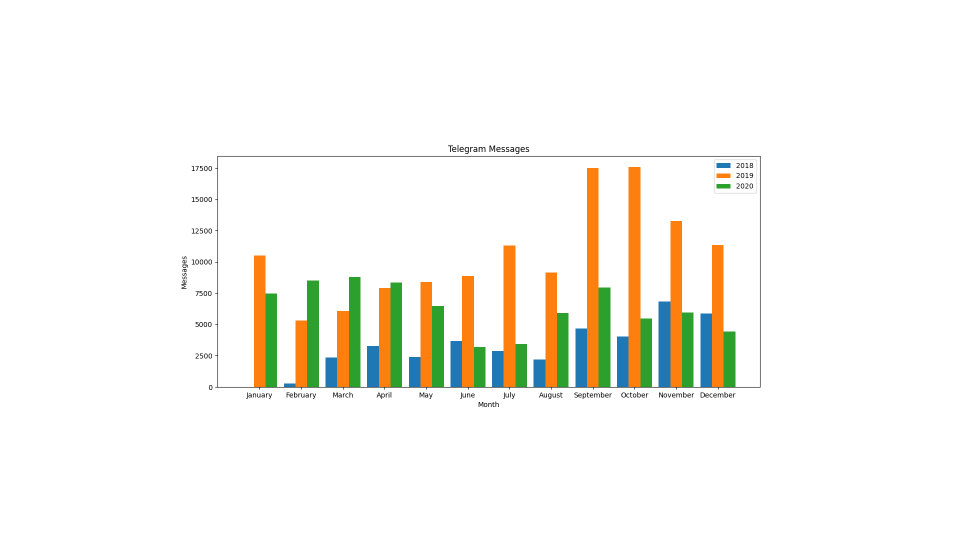 Telegram Messages
2018
2019
2020
17500
15000
12500
10000
7500
5000
2500
0
Messages
January February March April May June July August September October November December
Month